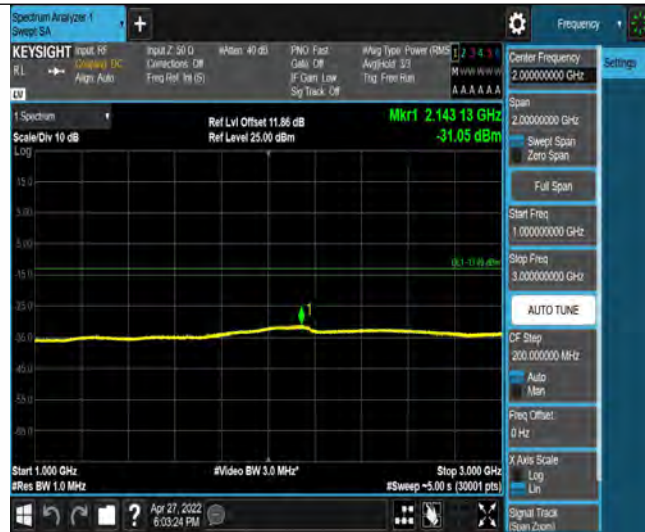 Spectrum Analyzer 1
Swept SA
+
Frequency
KEYSIGHT
RL
Input: RF
Coupling: DC
Align: Auto
Input Z: 50 Ω
Corrections: Off
Freq Ref: Int (S)
#Atten: 40 dB
PNO: Fast
Gate: Off
IF Gain: Low
Sig Track: Off
#Avg Type: Power (RMS
Avg|Hold: 3/3
Trig: Free Run
1 2 3 4 5 6
M W W W W W
A A A A A A
LV
1 Spectrum
Scale/Div 10 dB
Log
Ref Lvl Offset 11.86 dB
Ref Level 25.00 dBm
Mkr1 2.143 13 GHz
-31.05 dBm
15.0
5.00
-5.00
-15.0
-25.0
-35.0
-45.0
-55.0
-65.0
1
Start 1.000 GHz
#Res BW 1.0 MHz
#Video BW 3.0 MHz*
Stop 3.000 GHz
#Sweep ~5.00 s (30001 pts)
Center Frequency
2.000000000 GHz
Settings
Span
2.00000000 GHz
Swept Span
Zero Span
Full Span
Start Freq
1.000000000 GHz
Stop Freq
3.000000000 GHz
AUTO TUNE
CF Step
200.000000 MHz
Auto
Man
Freq Offset
0 Hz
X Axis Scale
Log
Lin
Signal Track
(Span Zoom)
?
Apr 27, 2022
6:03:24 PM